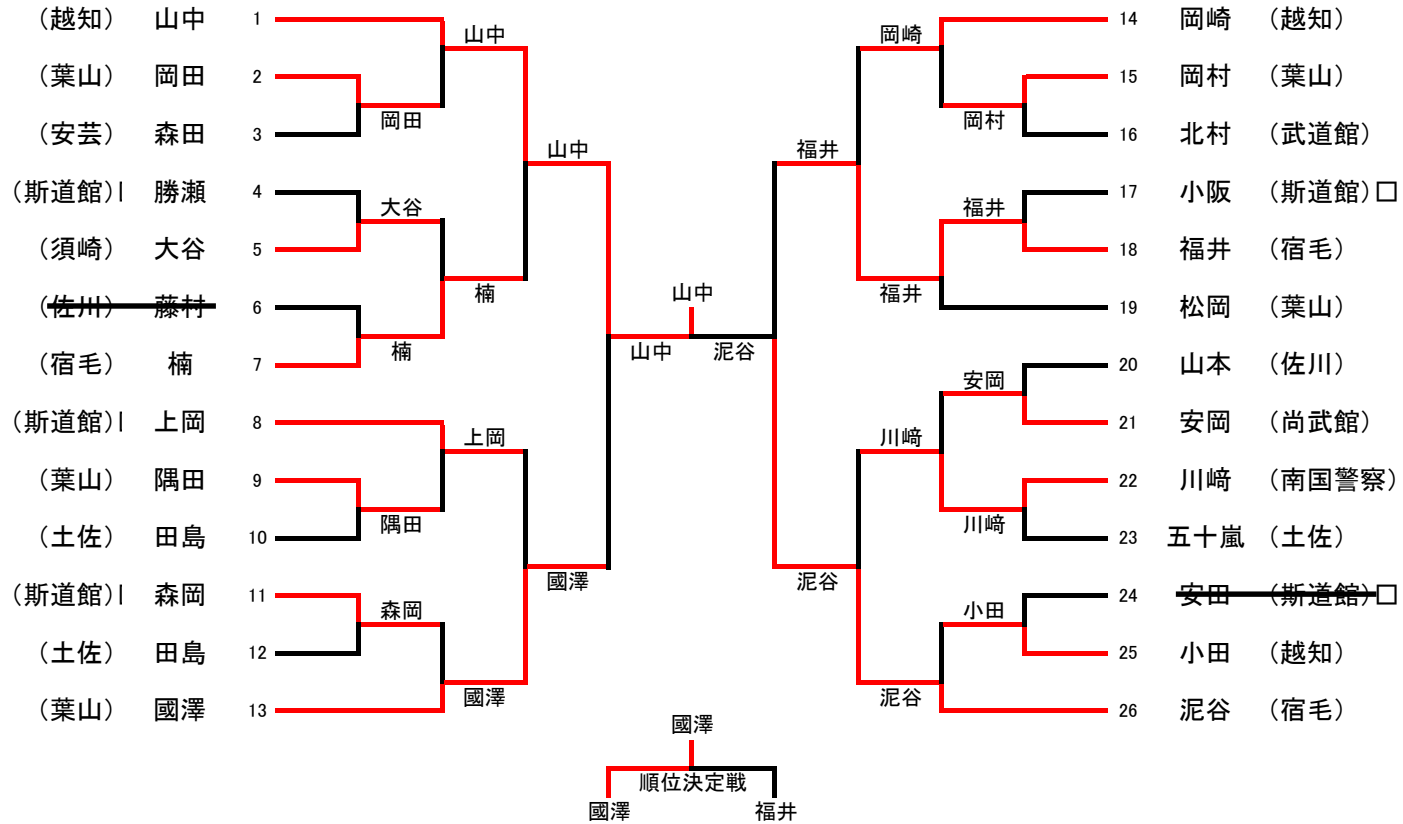 （越知） 山中 1
（葉山） 岡田 2
（安芸） 森田 3
（斯道館）| 勝瀬 4
（須崎） 大谷 5
（佐川） 藤村 6
（宿毛） 楠 7
（斯道館）| 上岡 8
（葉山） 隅田 9
（土佐） 田島 10
（斯道館）| 森岡 11
（土佐） 田島 12
（葉山） 國澤 13
山中
岡田
大谷
楠
上岡
隅田
森岡
國澤
山中
楠
國澤
山中
山中
泥谷
福井
泥谷
岡崎
福井
川﨑
泥谷
岡村
福井
安岡
川﨑
小田
14 岡崎 （越知）
15 岡村 （葉山）
16 北村 （武道館）
17 小阪 （斯道館）□
18 福井 （宿毛）
19 松岡 （葉山）
20 山本 （佐川）
21 安岡 （尚武館）
22 川﨑 （南国警察）
23 五十嵐 （土佐）
24 安田 （斯道館）□
25 小田 （越知）
26 泥谷 （宿毛）
國澤
順位決定戦
國澤 福井